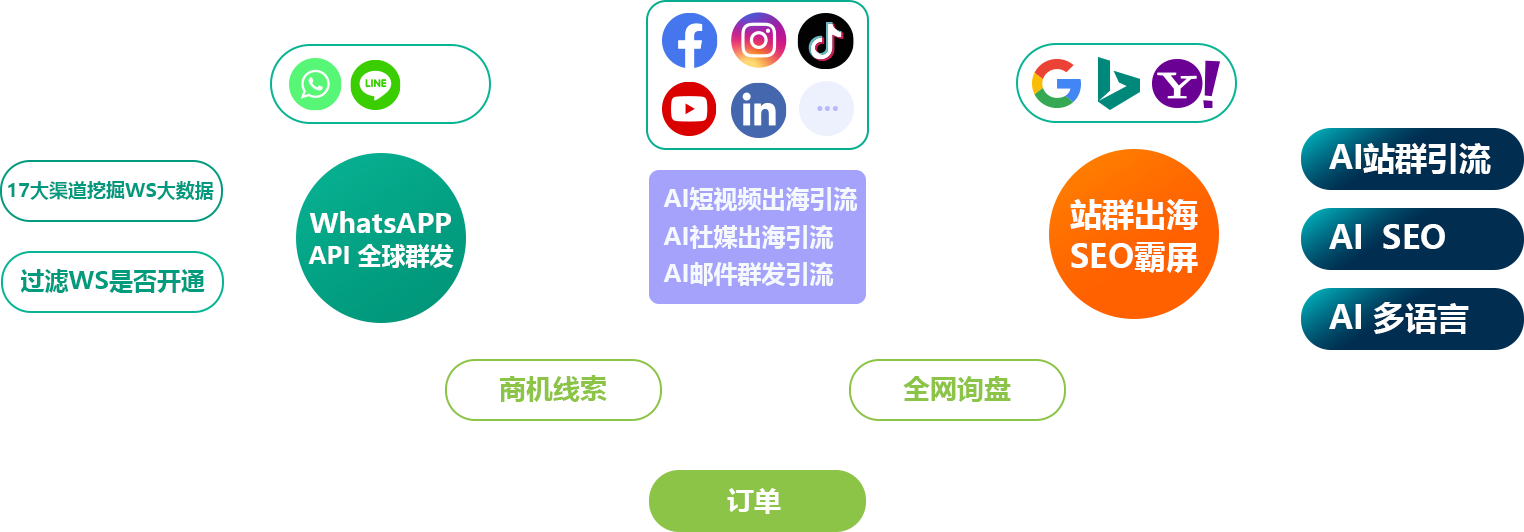 LINE
17大渠道挖掘WS大数据
过滤WS是否开通
WhatsAPP
API 全球群发
AI短视频出海引流
AI社媒出海引流
AI邮件群发引流
站群出海
SEO霸屏
AI站群引流
AI SEO
AI 多语言
商机线索
全网询盘
订单